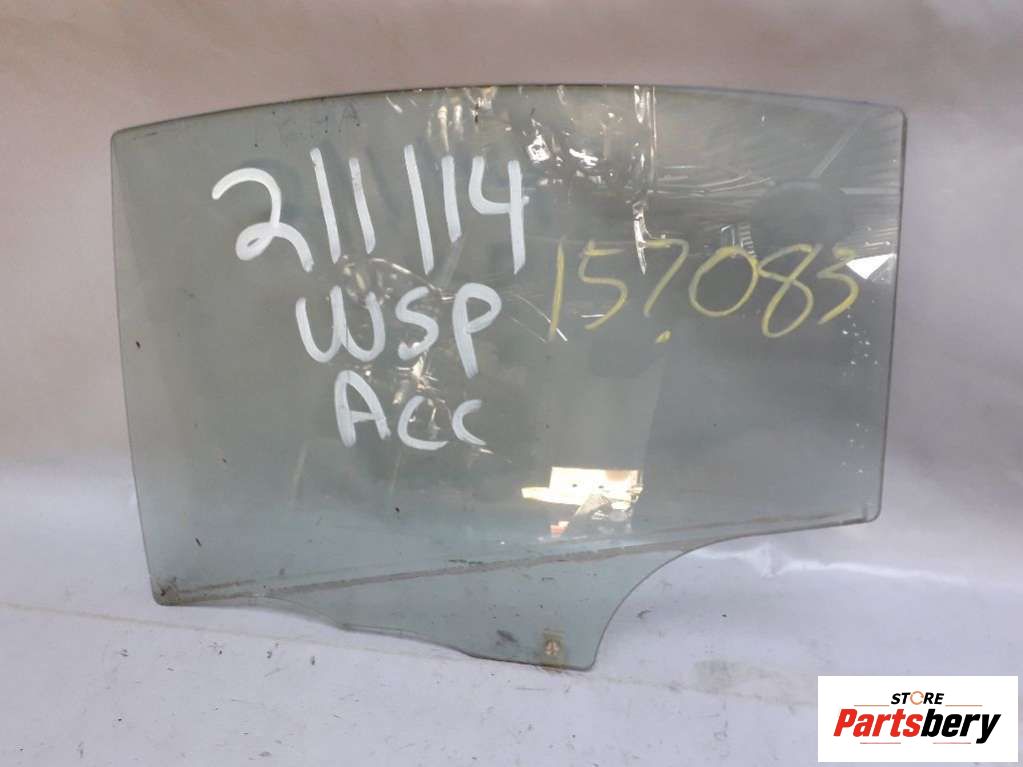 211114
157083
WSP
ACC
STORE
Partsbery